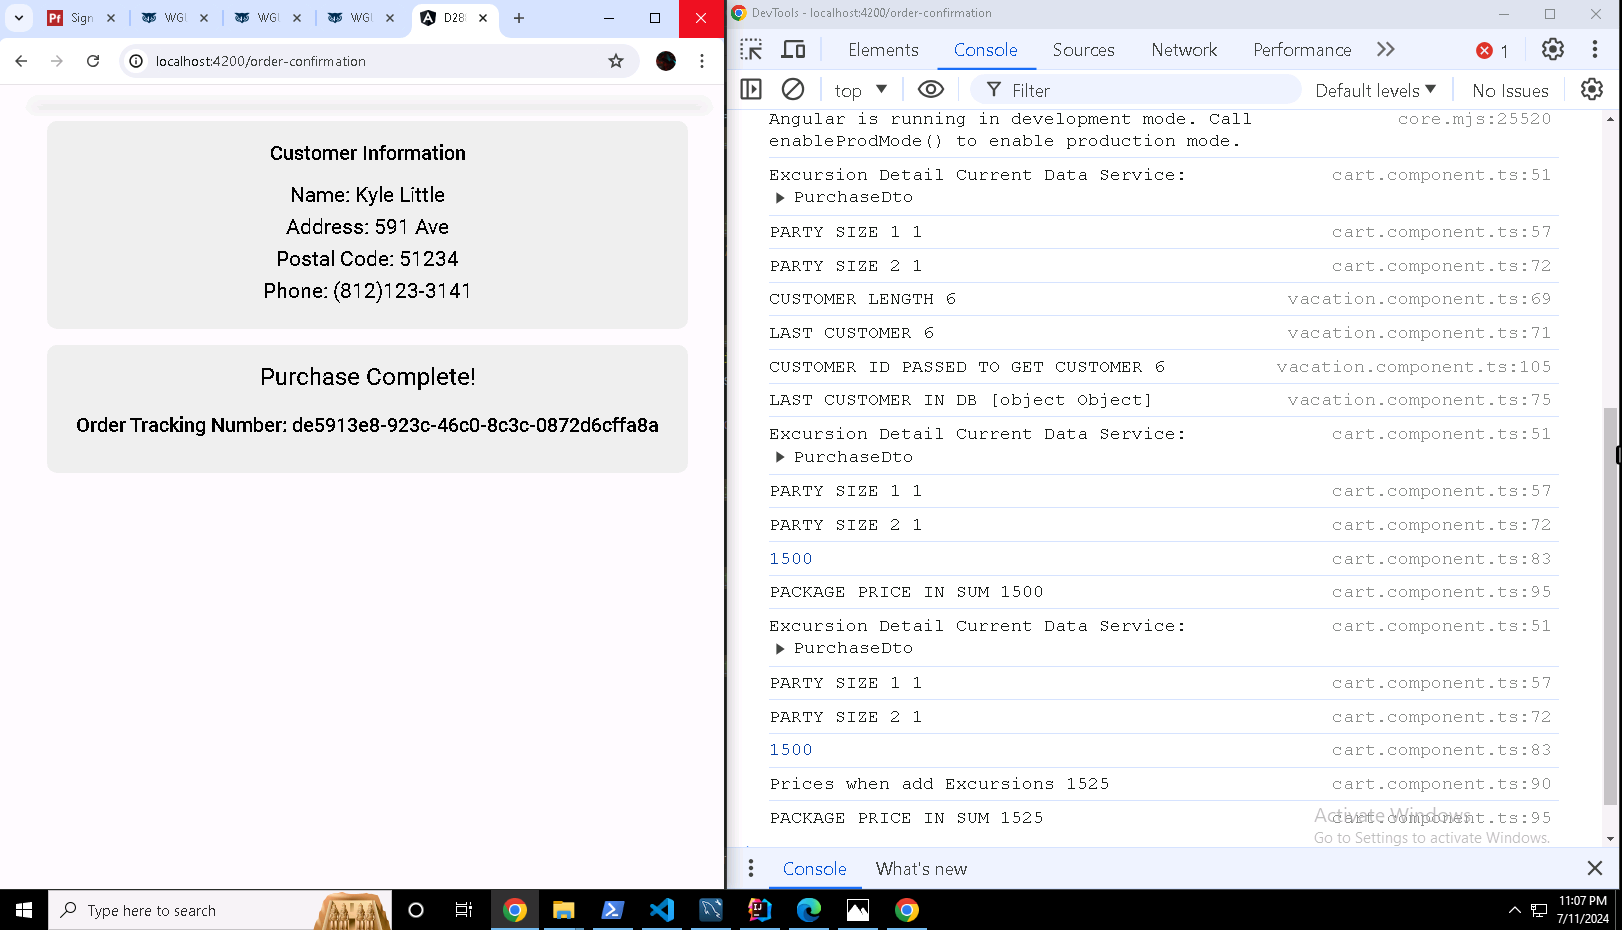 Sign
WGU
WGU
WGU
D28
localhost:4200/order-confirmation
Customer Information
Name: Kyle Little
Address: 591 Ave
Postal Code: 51234
Phone: (812)123-3141
Purchase Complete!
Order Tracking Number: de5913e8-923c-46c0-8c3c-0872d6cffa8a
DevTools - localhost:4200/order-confirmation
Elements Console Sources Network Performance 1
top Filter Default levels No Issues
Angular is running in development mode. Call core.mjs:25520
enableProdMode() to enable production mode.
Excursion Detail Current Data Service: cart.component.ts:51
PurchaseDto
PARTY SIZE 1 1 cart.component.ts:57
PARTY SIZE 2 1 cart.component.ts:72
CUSTOMER LENGTH 6 vacation.component.ts:69
LAST CUSTOMER 6 vacation.component.ts:71
CUSTOMER ID PASSED TO GET CUSTOMER 6 vacation.component.ts:105
LAST CUSTOMER IN DB [object Object] vacation.component.ts:75
Excursion Detail Current Data Service: cart.component.ts:51
PurchaseDto
PARTY SIZE 1 1 cart.component.ts:57
PARTY SIZE 2 1 cart.component.ts:72
1500 cart.component.ts:83
PACKAGE PRICE IN SUM 1500 cart.component.ts:95
Excursion Detail Current Data Service: cart.component.ts:51
PurchaseDto
PARTY SIZE 1 1 cart.component.ts:57
PARTY SIZE 2 1 cart.component.ts:72
1500 cart.component.ts:83
Prices when add Excursions 1525 cart.component.ts:90
PACKAGE PRICE IN SUM 1525 cart.component.ts:95
Activate Windows
Go to Settings to activate Windows.
Console What's new
Type here to search
11:07 PM
7/11/2024